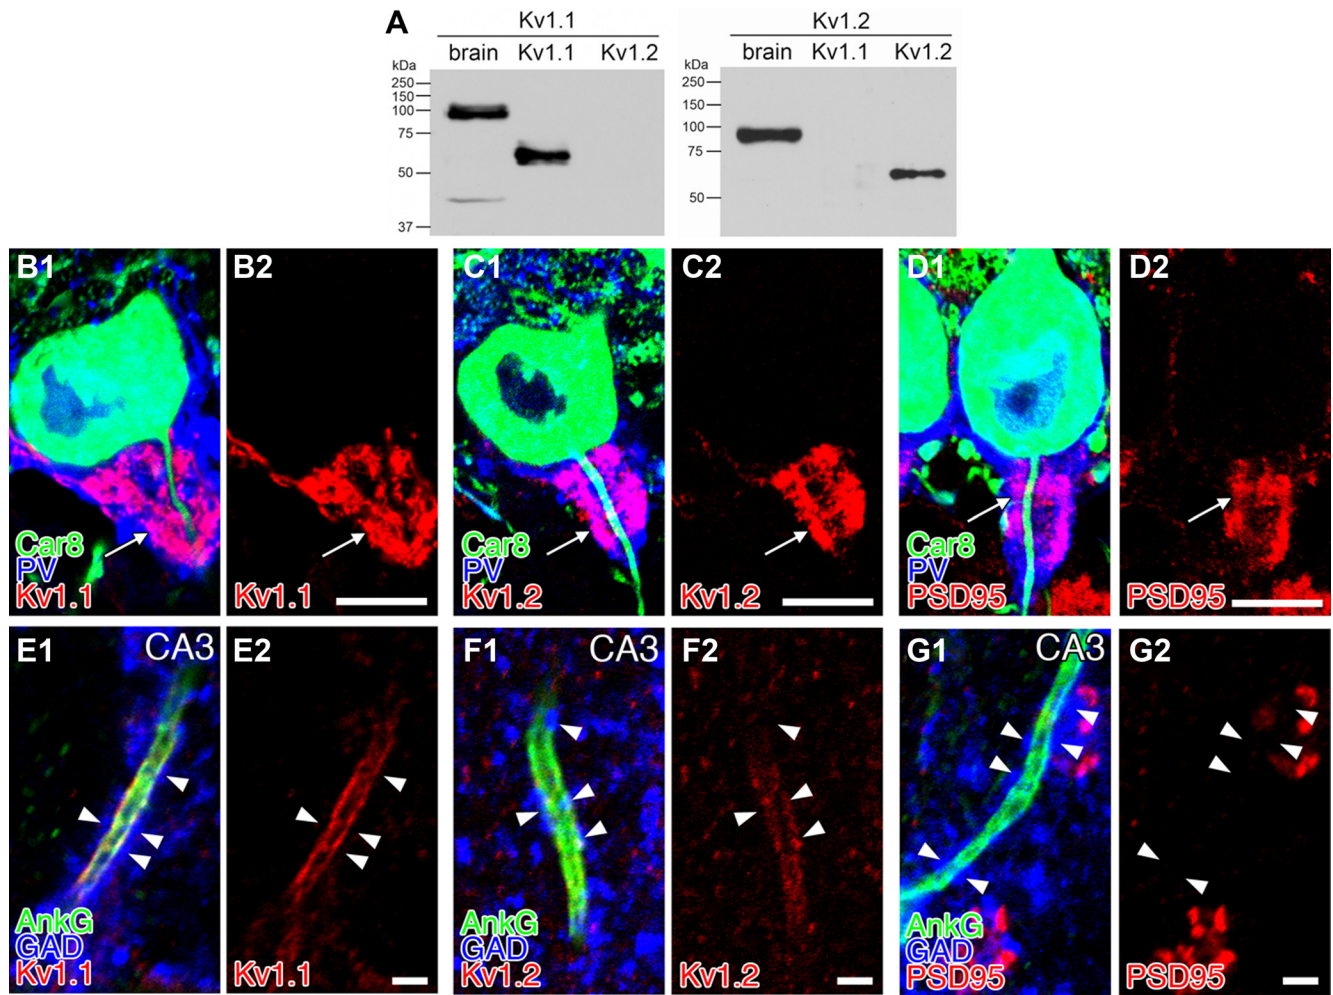 A
Kv1.1
brain Kv1.1 Kv1.2
kDa
250
150
100
75
50
37
Kv1.2
brain Kv1.1 Kv1.2
kDa
250
150
100
75
50
B1
Car8
PV
Kv1.1
B2
Kv1.1
C1
Car8
PV
Kv1.2
C2
Kv1.2
D1
Car8
PV
PSD95
D2
PSD95
E1 CA3
AnkG
GAD
Kv1.1
E2
Kv1.1
F1 CA3
AnkG
GAD
Kv1.2
F2
Kv1.2
G1 CA3
AnkG
GAD
PSD95
G2
PSD95